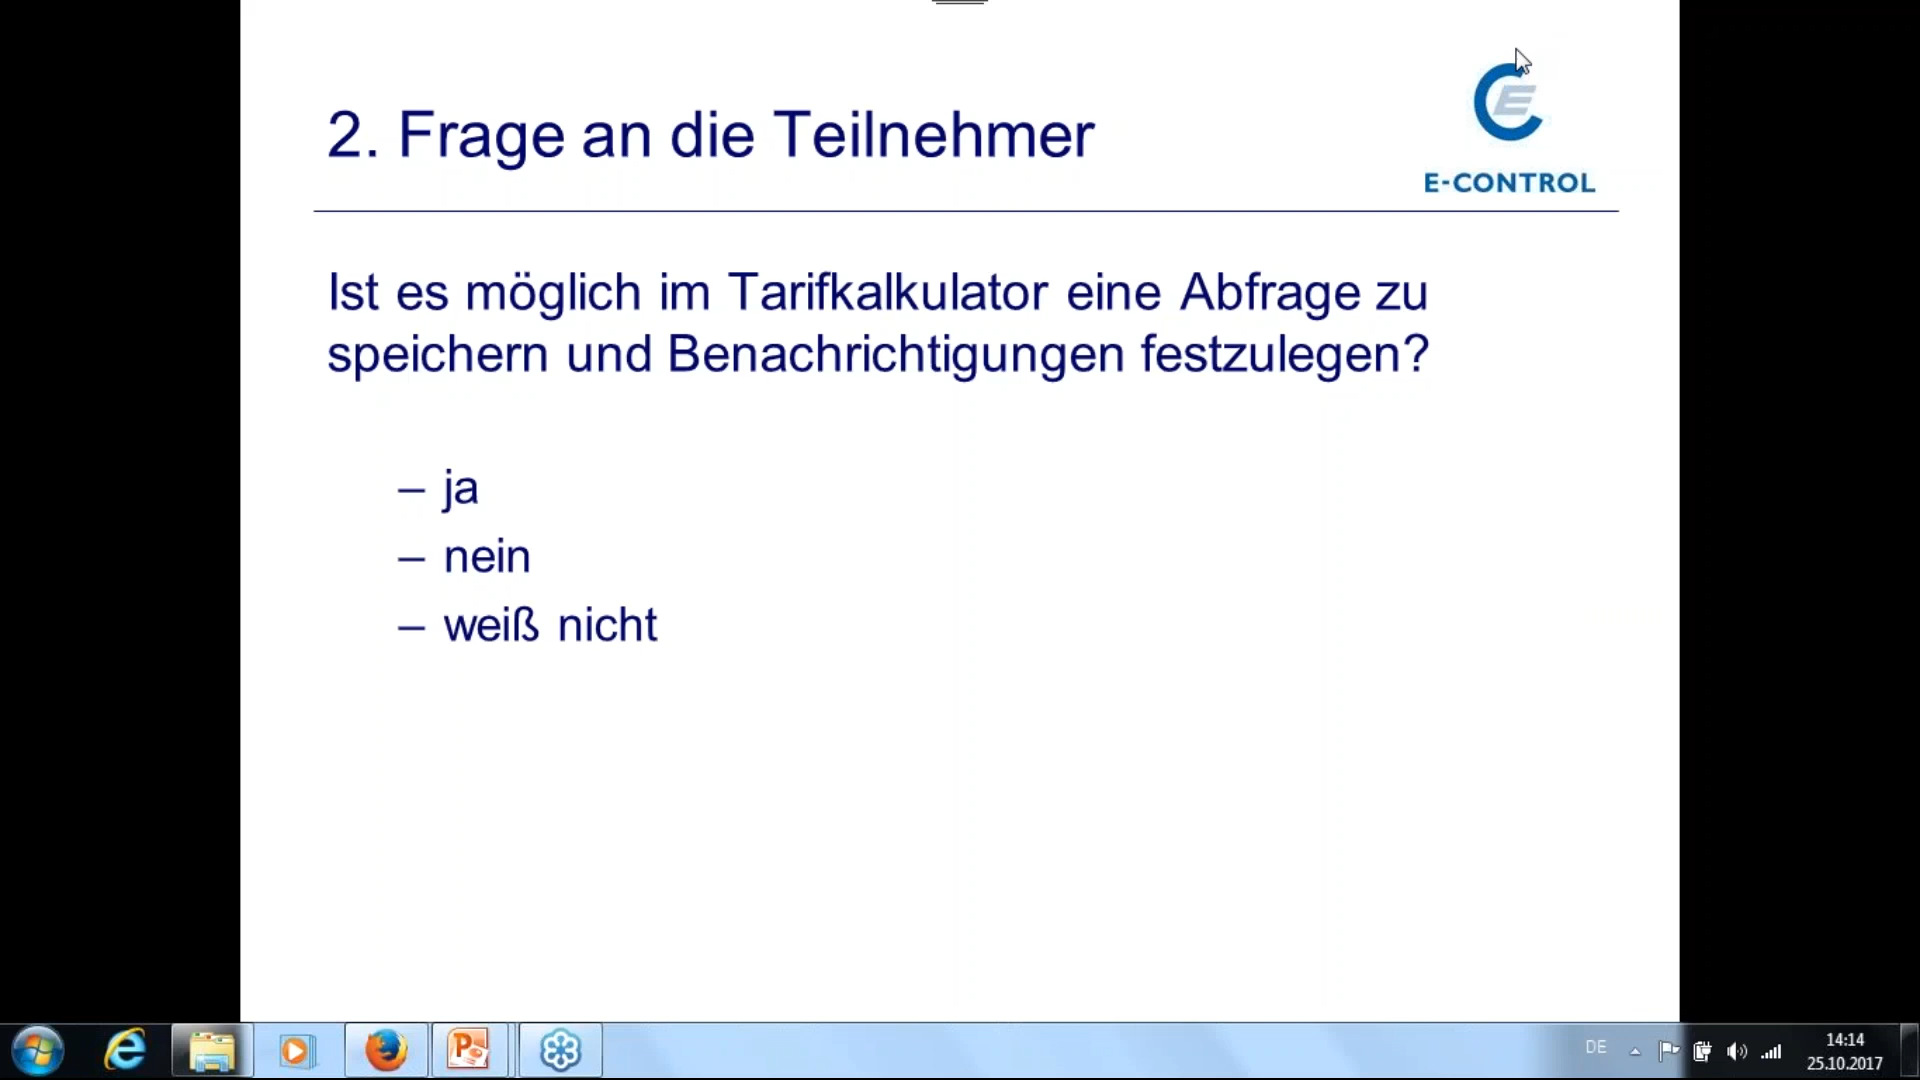 2. Frage an die Teilnehmer
E-CONTROL
Ist es möglich im Tarifkalkulator eine Abfrage zu
speichern und Benachrichtigungen festzulegen?
– ja
– nein
– weiß nicht
DE
14:14
25.10.2017